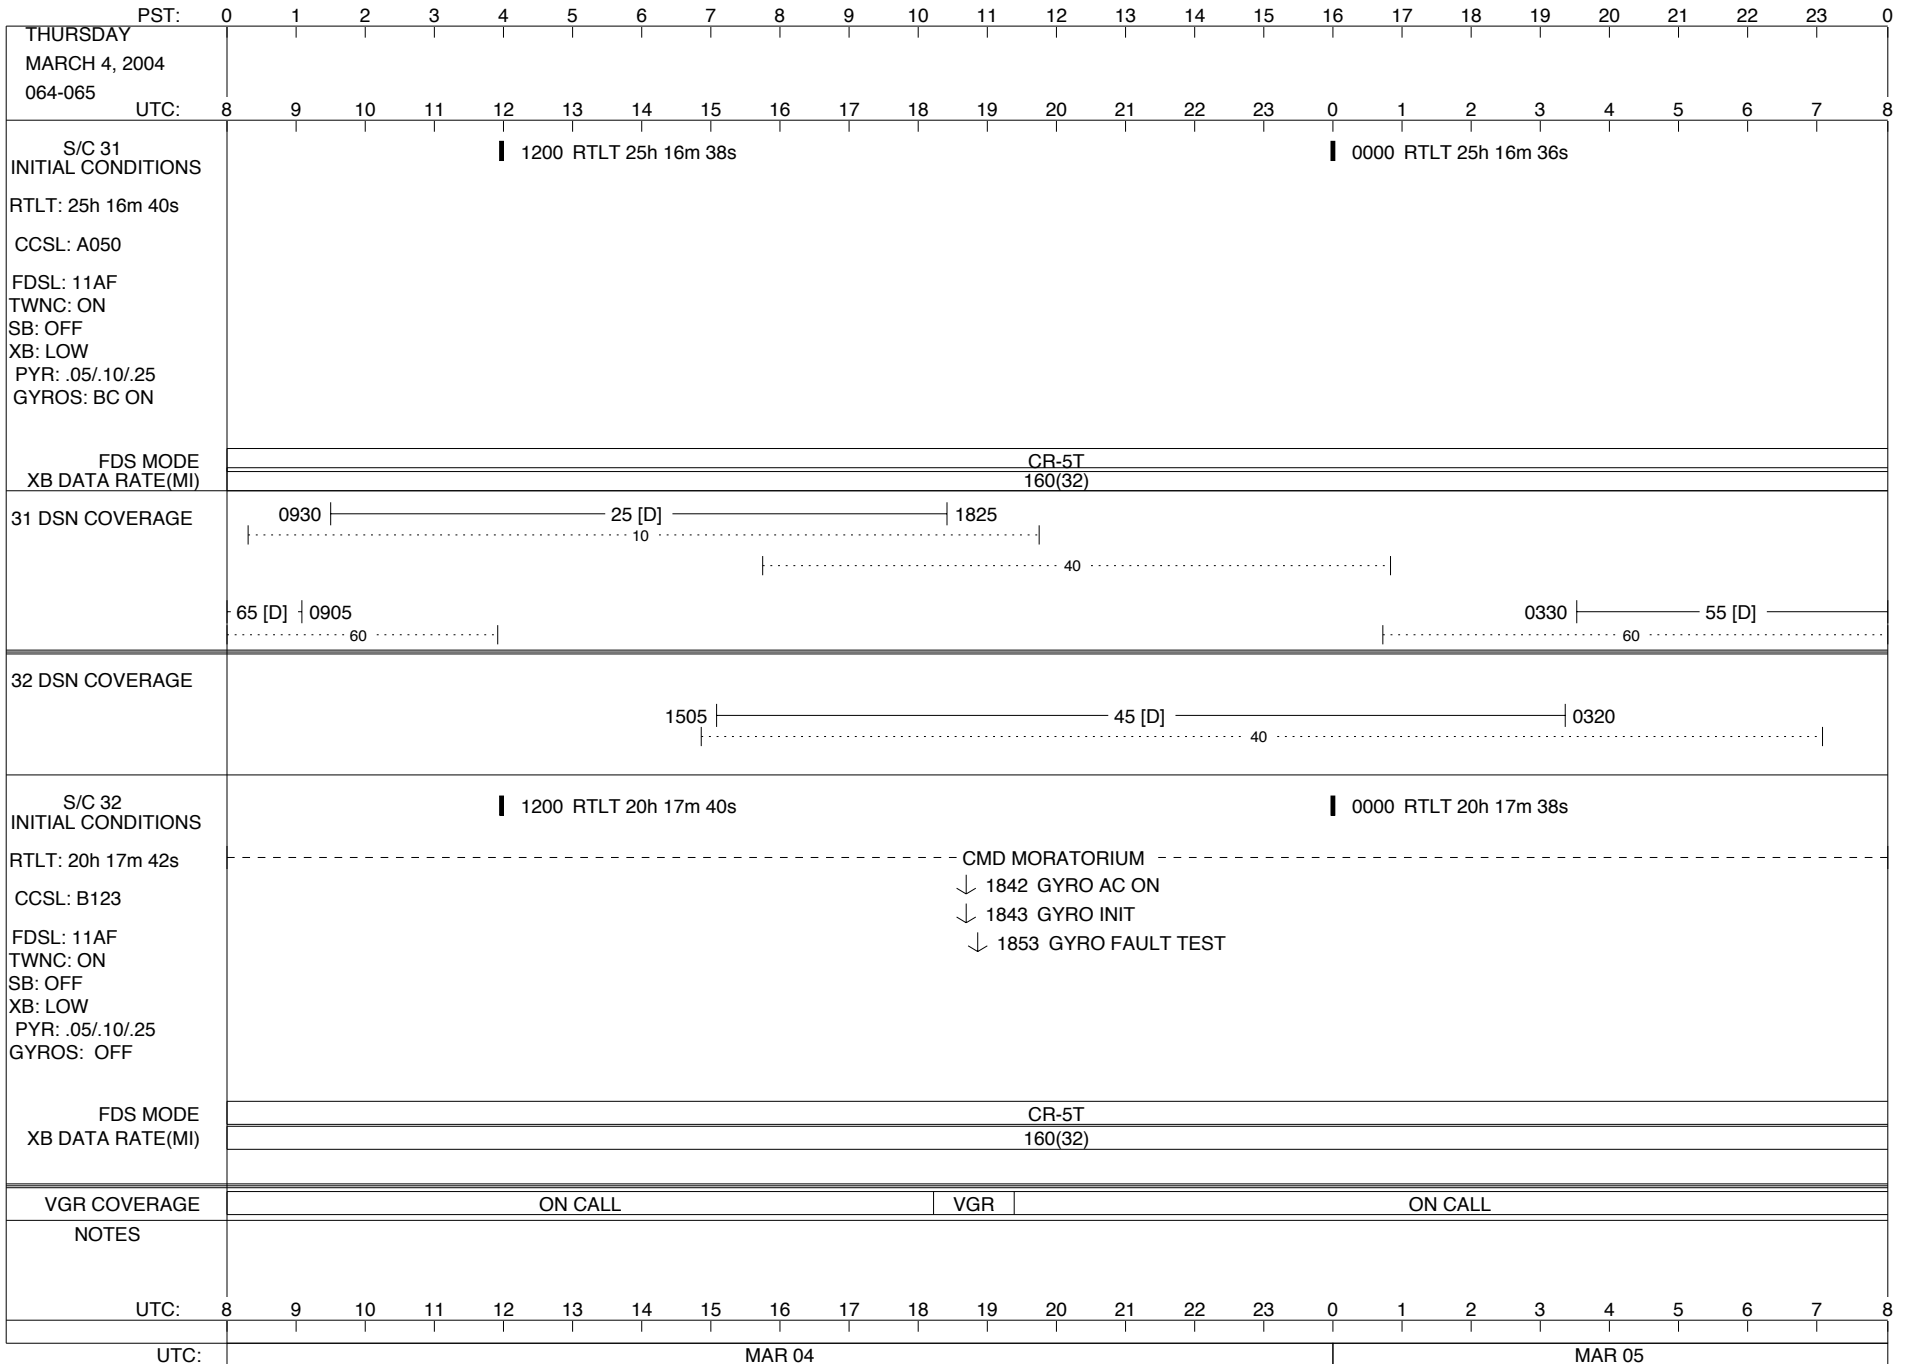 PST: 0 1 2 3 4 5 6 7 8 9 10 11 12 13 14 15 16 17 18 19 20 21 22 23 0
THURSDAY
MARCH 4, 2004
064-065
UTC: 8 9 10 11 12 13 14 15 16 17 18 19 20 21 22 23 0 1 2 3 4 5 6 7 8
S/C 31
INITIAL CONDITIONS
1200 RTLT 25h 16m 38s
0000 RTLT 25h 16m 36s
RTLT: 25h 16m 40s
CCSL: A050
FDSL: 11AF
TWNC: ON
SB: OFF
XB: LOW
PYR: .05/.10/.25
GYROS: BC ON
FDS MODE CR-5T
XB DATA RATE(MI) 160(32)
31 DSN COVERAGE
0930 25 [D] 1825
10
40
65 [D] 0905
0330 55 [D]
60
60
32 DSN COVERAGE
1505 45 [D] 0320
40
S/C 32
INITIAL CONDITIONS
1200 RTLT 20h 17m 40s
0000 RTLT 20h 17m 38s
RTLT: 20h 17m 42s
CMD MORATORIUM
1842 GYRO AC ON
CCSL: B123
1843 GYRO INIT
FDSL: 11AF
1853 GYRO FAULT TEST
TWNC: ON
SB: OFF
XB: LOW
PYR: .05/.10/.25
GYROS: OFF
FDS MODE CR-5T
XB DATA RATE(MI) 160(32)
VGR COVERAGE ON CALL VGR ON CALL
NOTES
UTC: 8 9 10 11 12 13 14 15 16 17 18 19 20 21 22 23 0 1 2 3 4 5 6 7 8
UTC: MAR 04 MAR 05